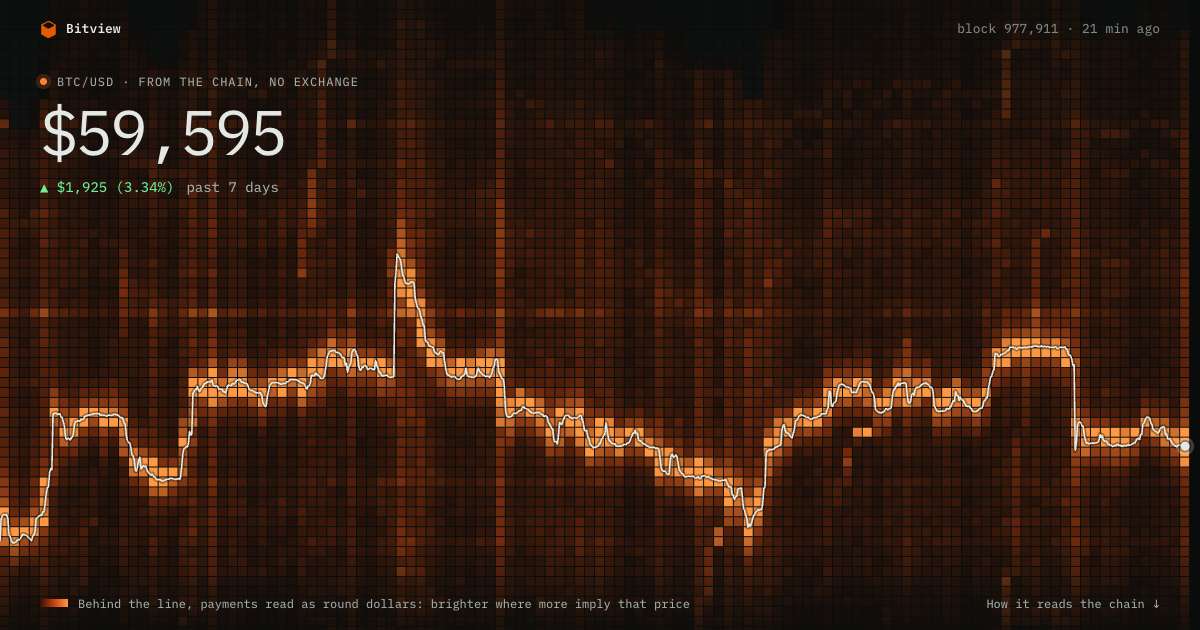 Bitview
block 977,911 · 21 min ago
BTC/USD · FROM THE CHAIN, NO EXCHANGE
$59,595
▲ $1,925 (3.34%) past 7 days
Behind the line, payments read as round dollars: brighter where more imply that price
How it reads the chain ↓